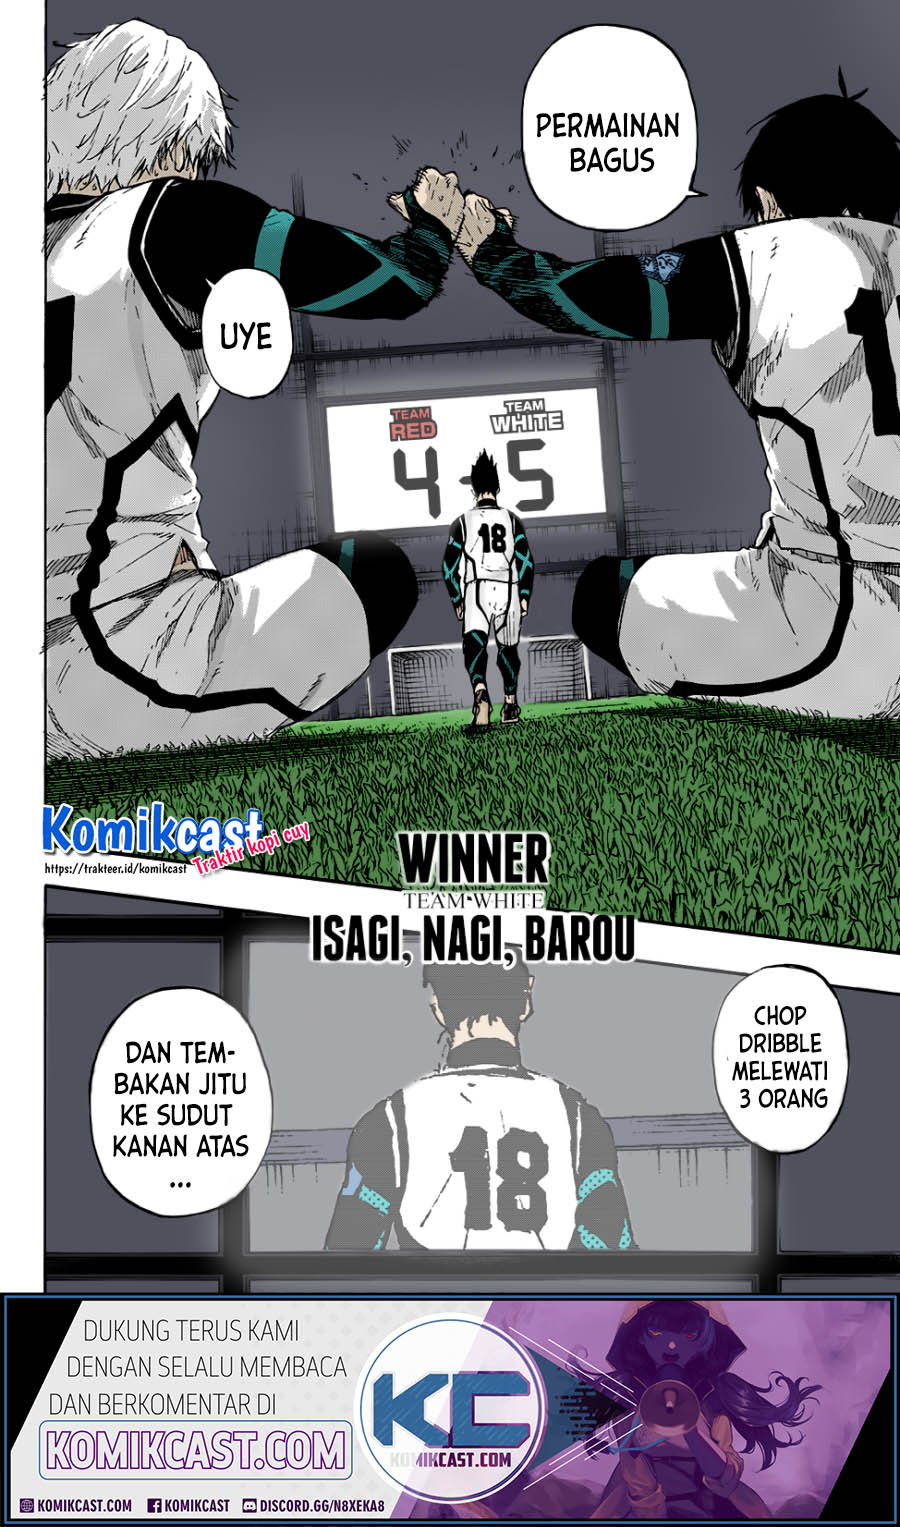 PERMAINAN
BAGUS
UYE
TEAM
RED
TEAM
WHITE
4 - 5
18
Komikcast
Traktir kopi cuy
https://trakteer.id/komikcast
WINNER
TEAM•WHITE
ISAGI, NAGI, BAROU
CHOP
DRIBBLE
MELEWATI
3 ORANG
DAN TEM-
BAKAN JITU
KE SUDUT
KANAN ATAS
...
18
DUKUNG TERUS KAMI
DENGAN SELALU MEMBACA
DAN BERKOMENTAR DI
KOMIKCAST.COM
KC
KOMIKCAST.COM
KOMIKCAST.COM
KOMIKCAST
DISCORD.GG/N8XEKA8